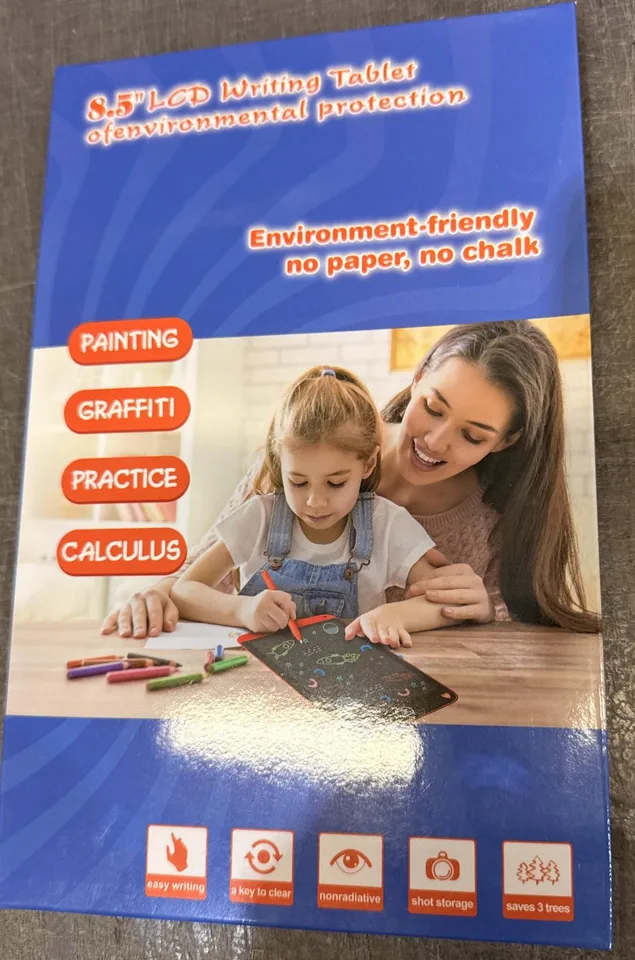 8.5" LCD Writing Tablet
ofenvironmental protection
Environment-friendly
no paper, no chalk
PAINTING
GRAFFITI
PRACTICE
CALCULUS
easy writing
a key to clear
nonradiative
shot storage
saves 3 trees